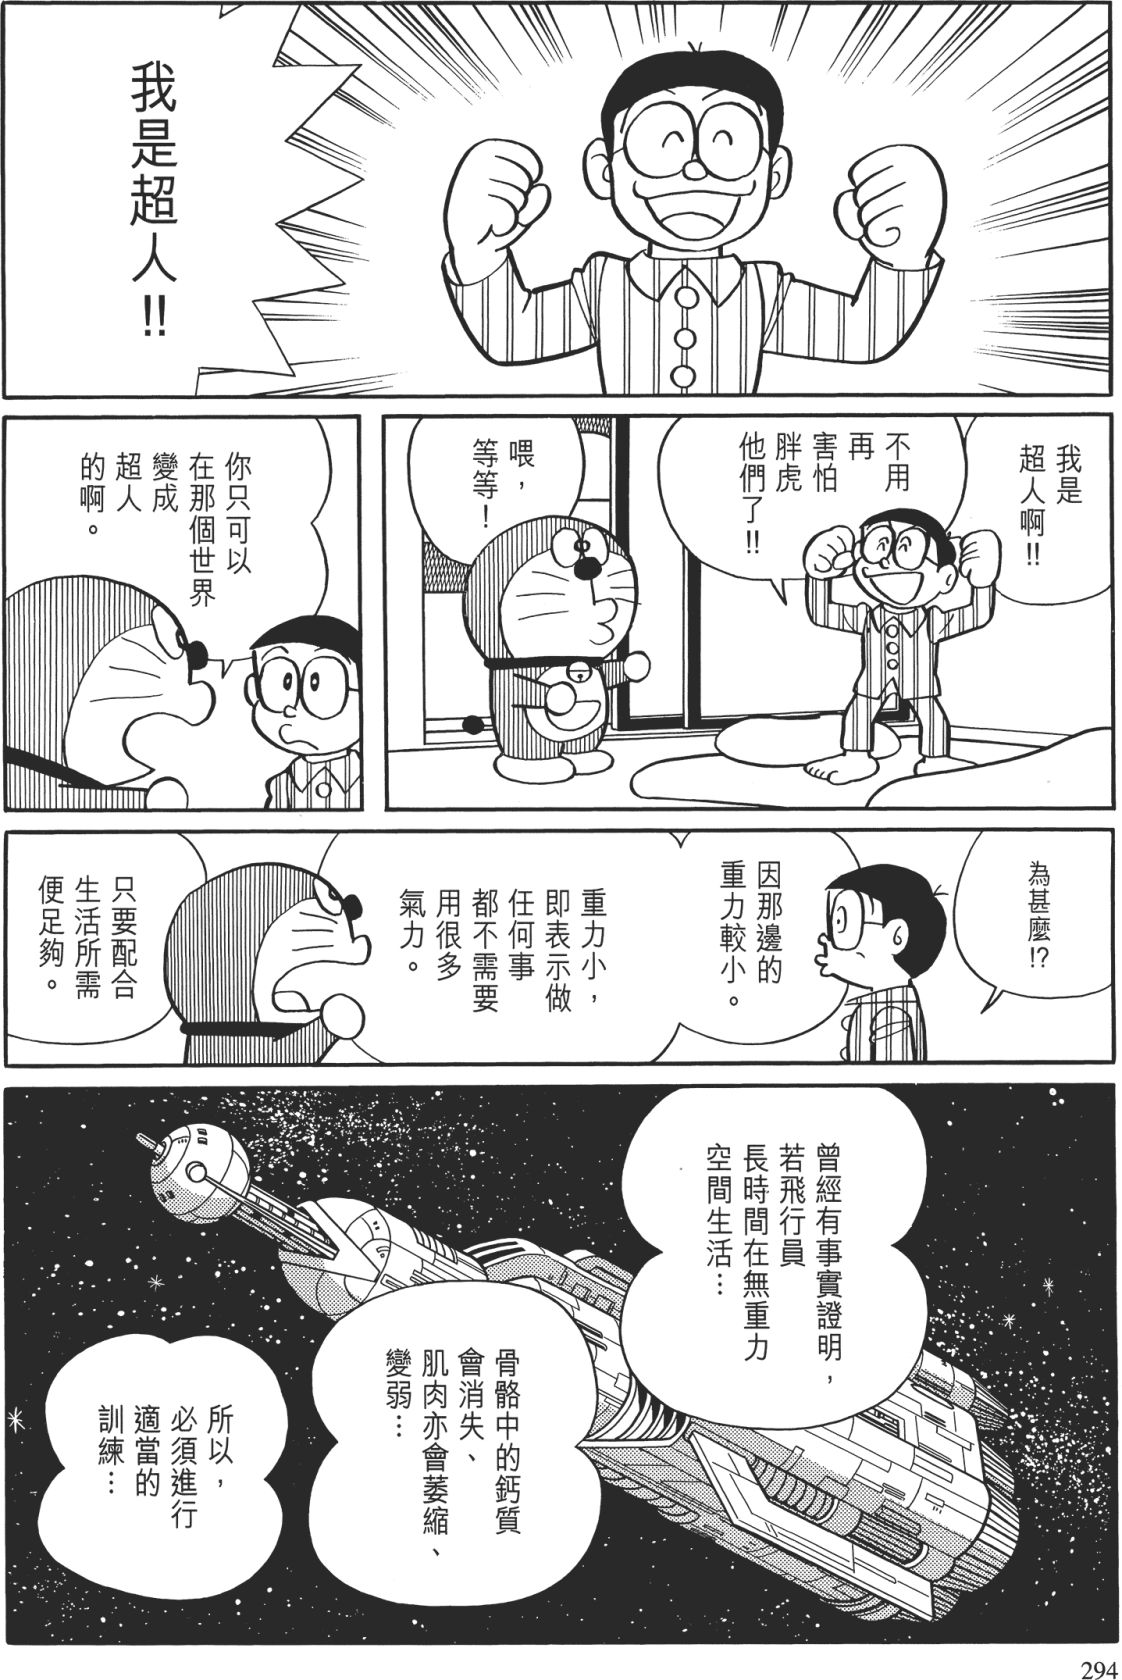 我是超人!!
我是
超人啊!!
不用
再
害怕
胖虎
他們了!!
喂，
等等！
你只可以
在那個世界
變成
超人
的啊。
為甚麼!?
因那邊的
重力較小。
重力小，
即表示做
任何事
都不需要
用很多
氣力。
只要配合
生活所需
便足夠。
曾經有事實證明，
若飛行員
長時間在無重力
空間生活…
骨骼中的鈣質
會消失、
肌肉亦會萎縮、
變弱…
所以，
必須進行
適當的
訓練…
294